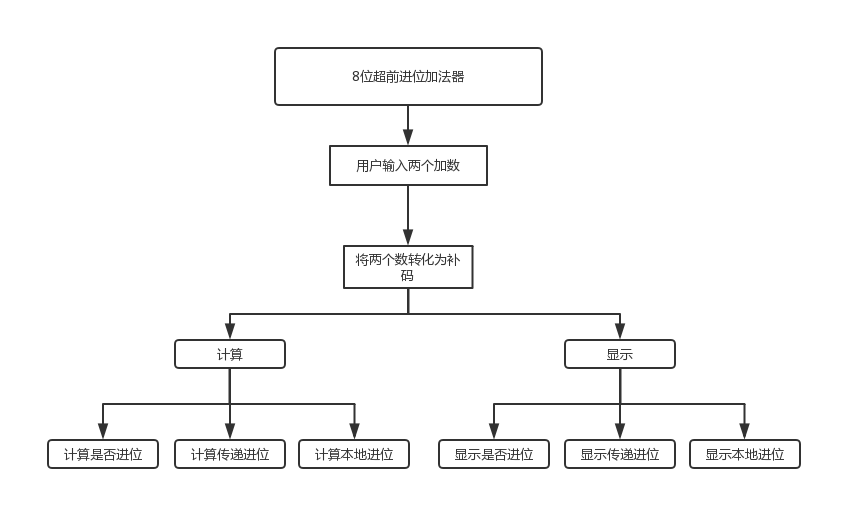 8位超前进位加法器
用户输入两个加数
将两个数转化为补
码
计算
显示
计算是否进位
计算传递进位
计算本地进位
显示是否进位
显示传递进位
显示本地进位